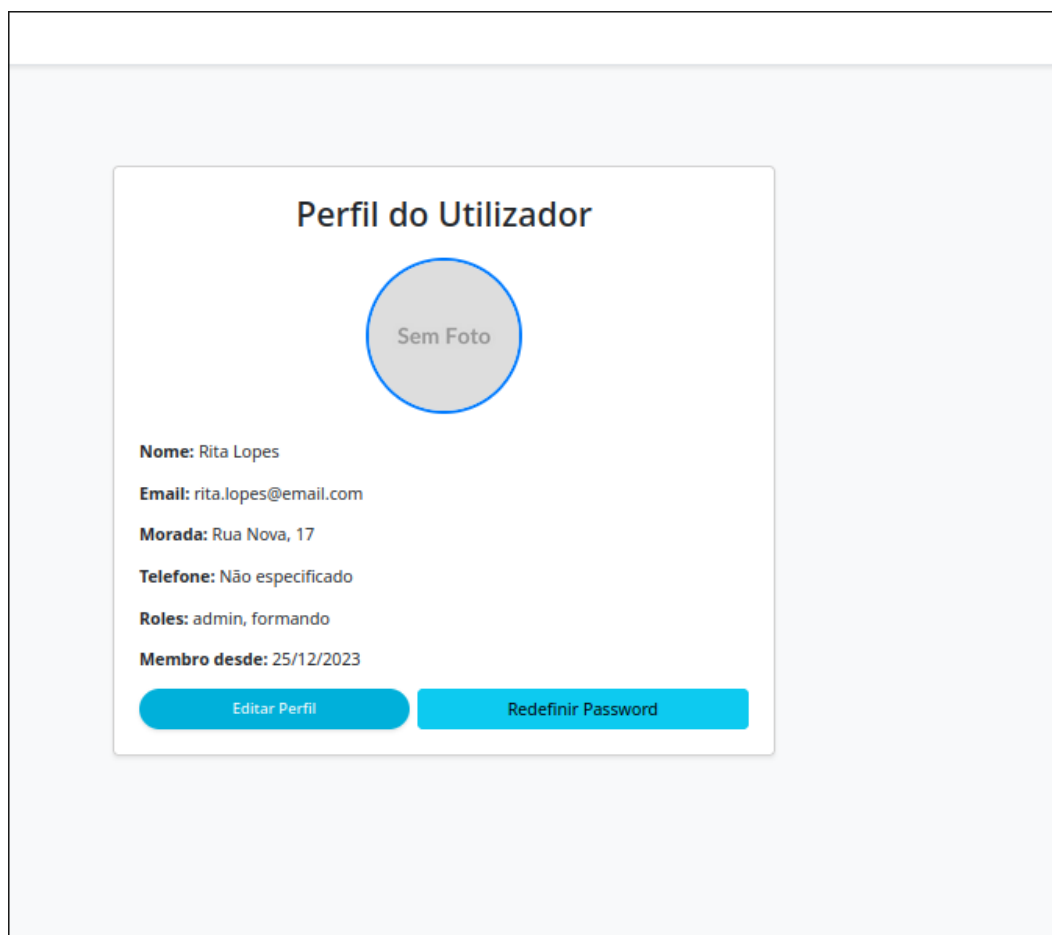 Perfil do Utilizador
Sem Foto
Nome: Rita Lopes
Email: rita.lopes@email.com
Morada: Rua Nova, 17
Telefone: Não especificado
Roles: admin, formando
Membro desde: 25/12/2023
Editar Perfil
Redefinir Password